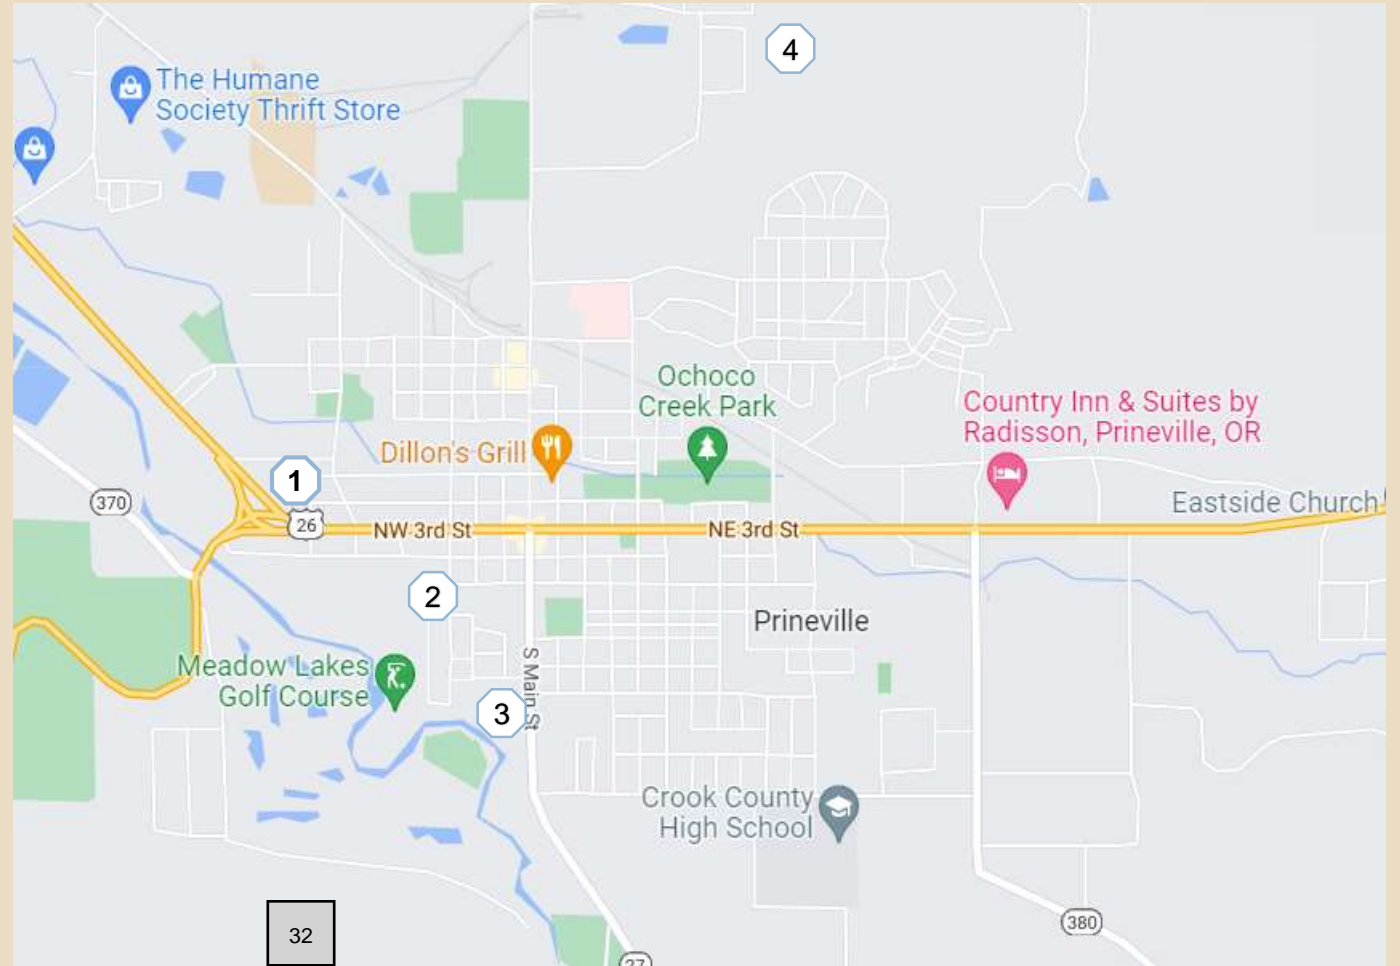 4
The Humane
Society Thrift Store
Ochoco
Creek Park
Country Inn & Suites by
Radisson, Prineville, OR
Dillon's Grill
1
370
Eastside Church
26
NW 3rd St
NE 3rd St
2
Prineville
Meadow Lakes
Golf Course
S Main St
3
Crook County
High School
380
32
27